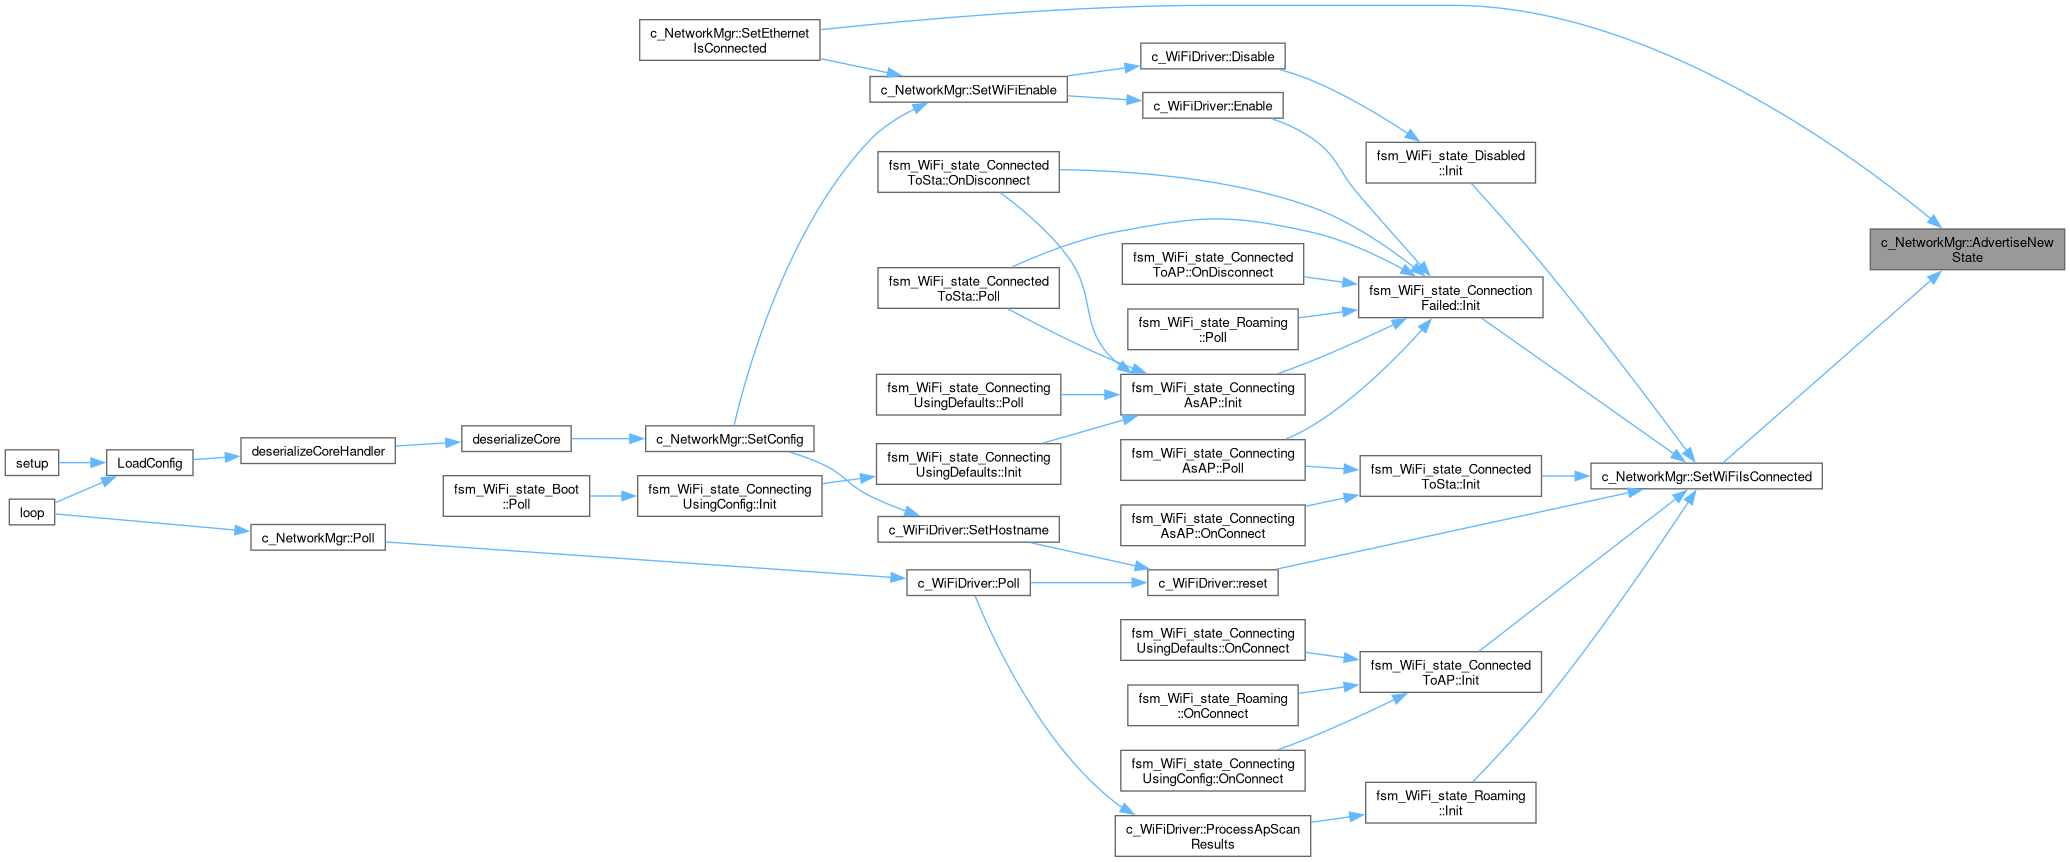 c_NetworkMgr::SetEthernet
IsConnected
c_WiFiDriver::Disable
c_NetworkMgr::SetWiFiEnable
c_WiFiDriver::Enable
fsm_WiFi_state_Connected
ToSta::OnDisconnect
fsm_WiFi_state_Disabled
::Init
c_NetworkMgr::AdvertiseNew
State
fsm_WiFi_state_Connected
ToAP::OnDisconnect
fsm_WiFi_state_Connected
ToSta::Poll
fsm_WiFi_state_Connection
Failed::Init
fsm_WiFi_state_Roaming
::Poll
fsm_WiFi_state_Connecting
UsingDefaults::Poll
fsm_WiFi_state_Connecting
AsAP::Init
setup
LoadConfig
deserializeCoreHandler
deserializeCore
c_NetworkMgr::SetConfig
fsm_WiFi_state_Connecting
UsingDefaults::Init
fsm_WiFi_state_Connecting
AsAP::Poll
fsm_WiFi_state_Connected
ToSta::Init
c_NetworkMgr::SetWiFiIsConnected
loop
fsm_WiFi_state_Boot
::Poll
fsm_WiFi_state_Connecting
UsingConfig::Init
c_NetworkMgr::Poll
c_WiFiDriver::SetHostname
fsm_WiFi_state_Connecting
AsAP::OnConnect
c_WiFiDriver::Poll
c_WiFiDriver::reset
fsm_WiFi_state_Connecting
UsingDefaults::OnConnect
fsm_WiFi_state_Connected
ToAP::Init
fsm_WiFi_state_Roaming
::OnConnect
fsm_WiFi_state_Connecting
UsingConfig::OnConnect
fsm_WiFi_state_Roaming
::Init
c_WiFiDriver::ProcessApScan
Results